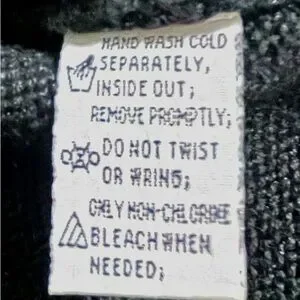 HAND WASH COLD
SEPARATELY,
INSIDE OUT;
REMOVE PROMPTLY;
DO NOT TWIST
OR WRING;
ONLY NON-CHLORINE
BLEACH WHEN
NEEDED;